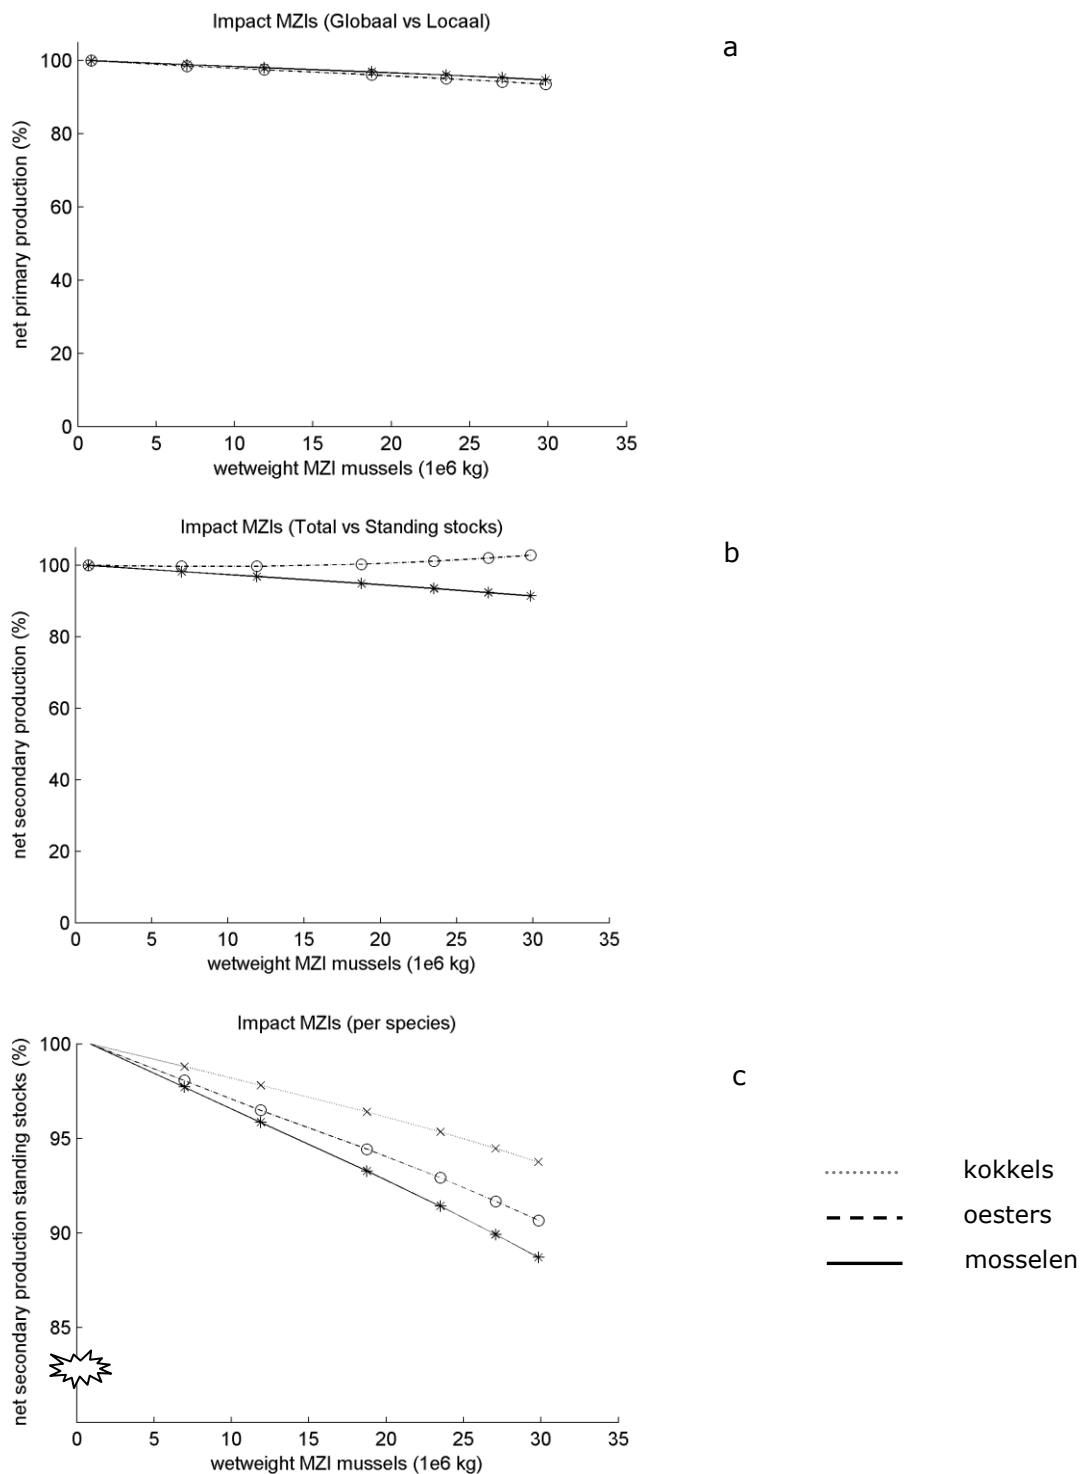 Impact MZIs (Globaal vs Locaal)
a
100
80
60
40
20
0
net primary production (%)
0 5 10 15 20 25 30 35
wetweight MZI mussels (1e6 kg)
Impact MZIs (Total vs Standing stocks)
b
100
80
60
40
20
0
net secondary production (%)
0 5 10 15 20 25 30 35
wetweight MZI mussels (1e6 kg)
Impact MZIs (per species)
c
100
95
90
85
net secondary production standing stocks (%)
0 5 10 15 20 25 30 35
wetweight MZI mussels (1e6 kg)
kokkels
oesters
mosselen